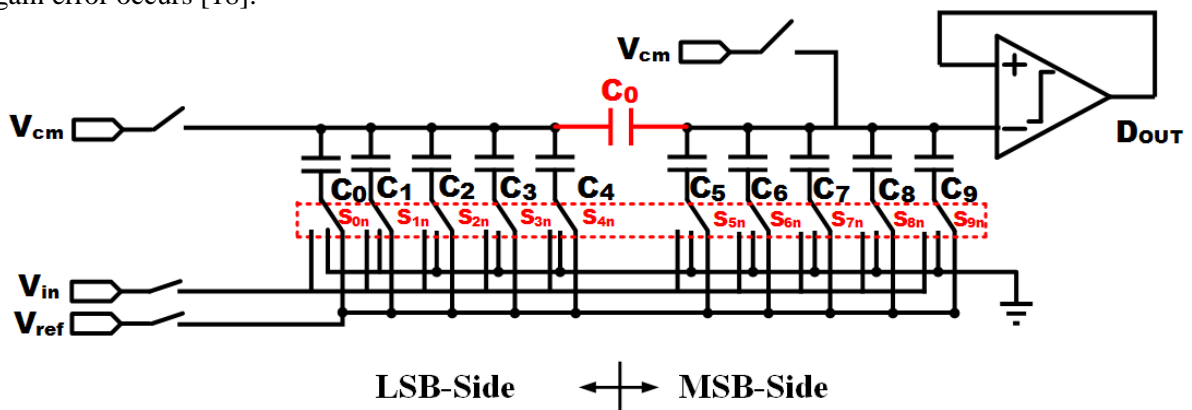 gain error occurs [18].
Vcm
C0
Vcm
DOUT
C0 C1 C2 C3 C4 C5 C6 C7 C8 C9
S0n S1n S2n S3n S4n S5n S6n S7n S8n S9n
Vin
Vref
LSB-Side MSB-Side